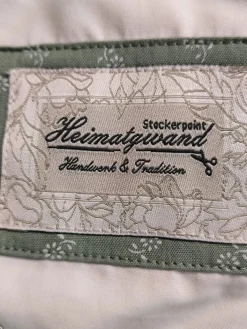 Stockerpoint
Heimatgwand
Handwerk & Tradition